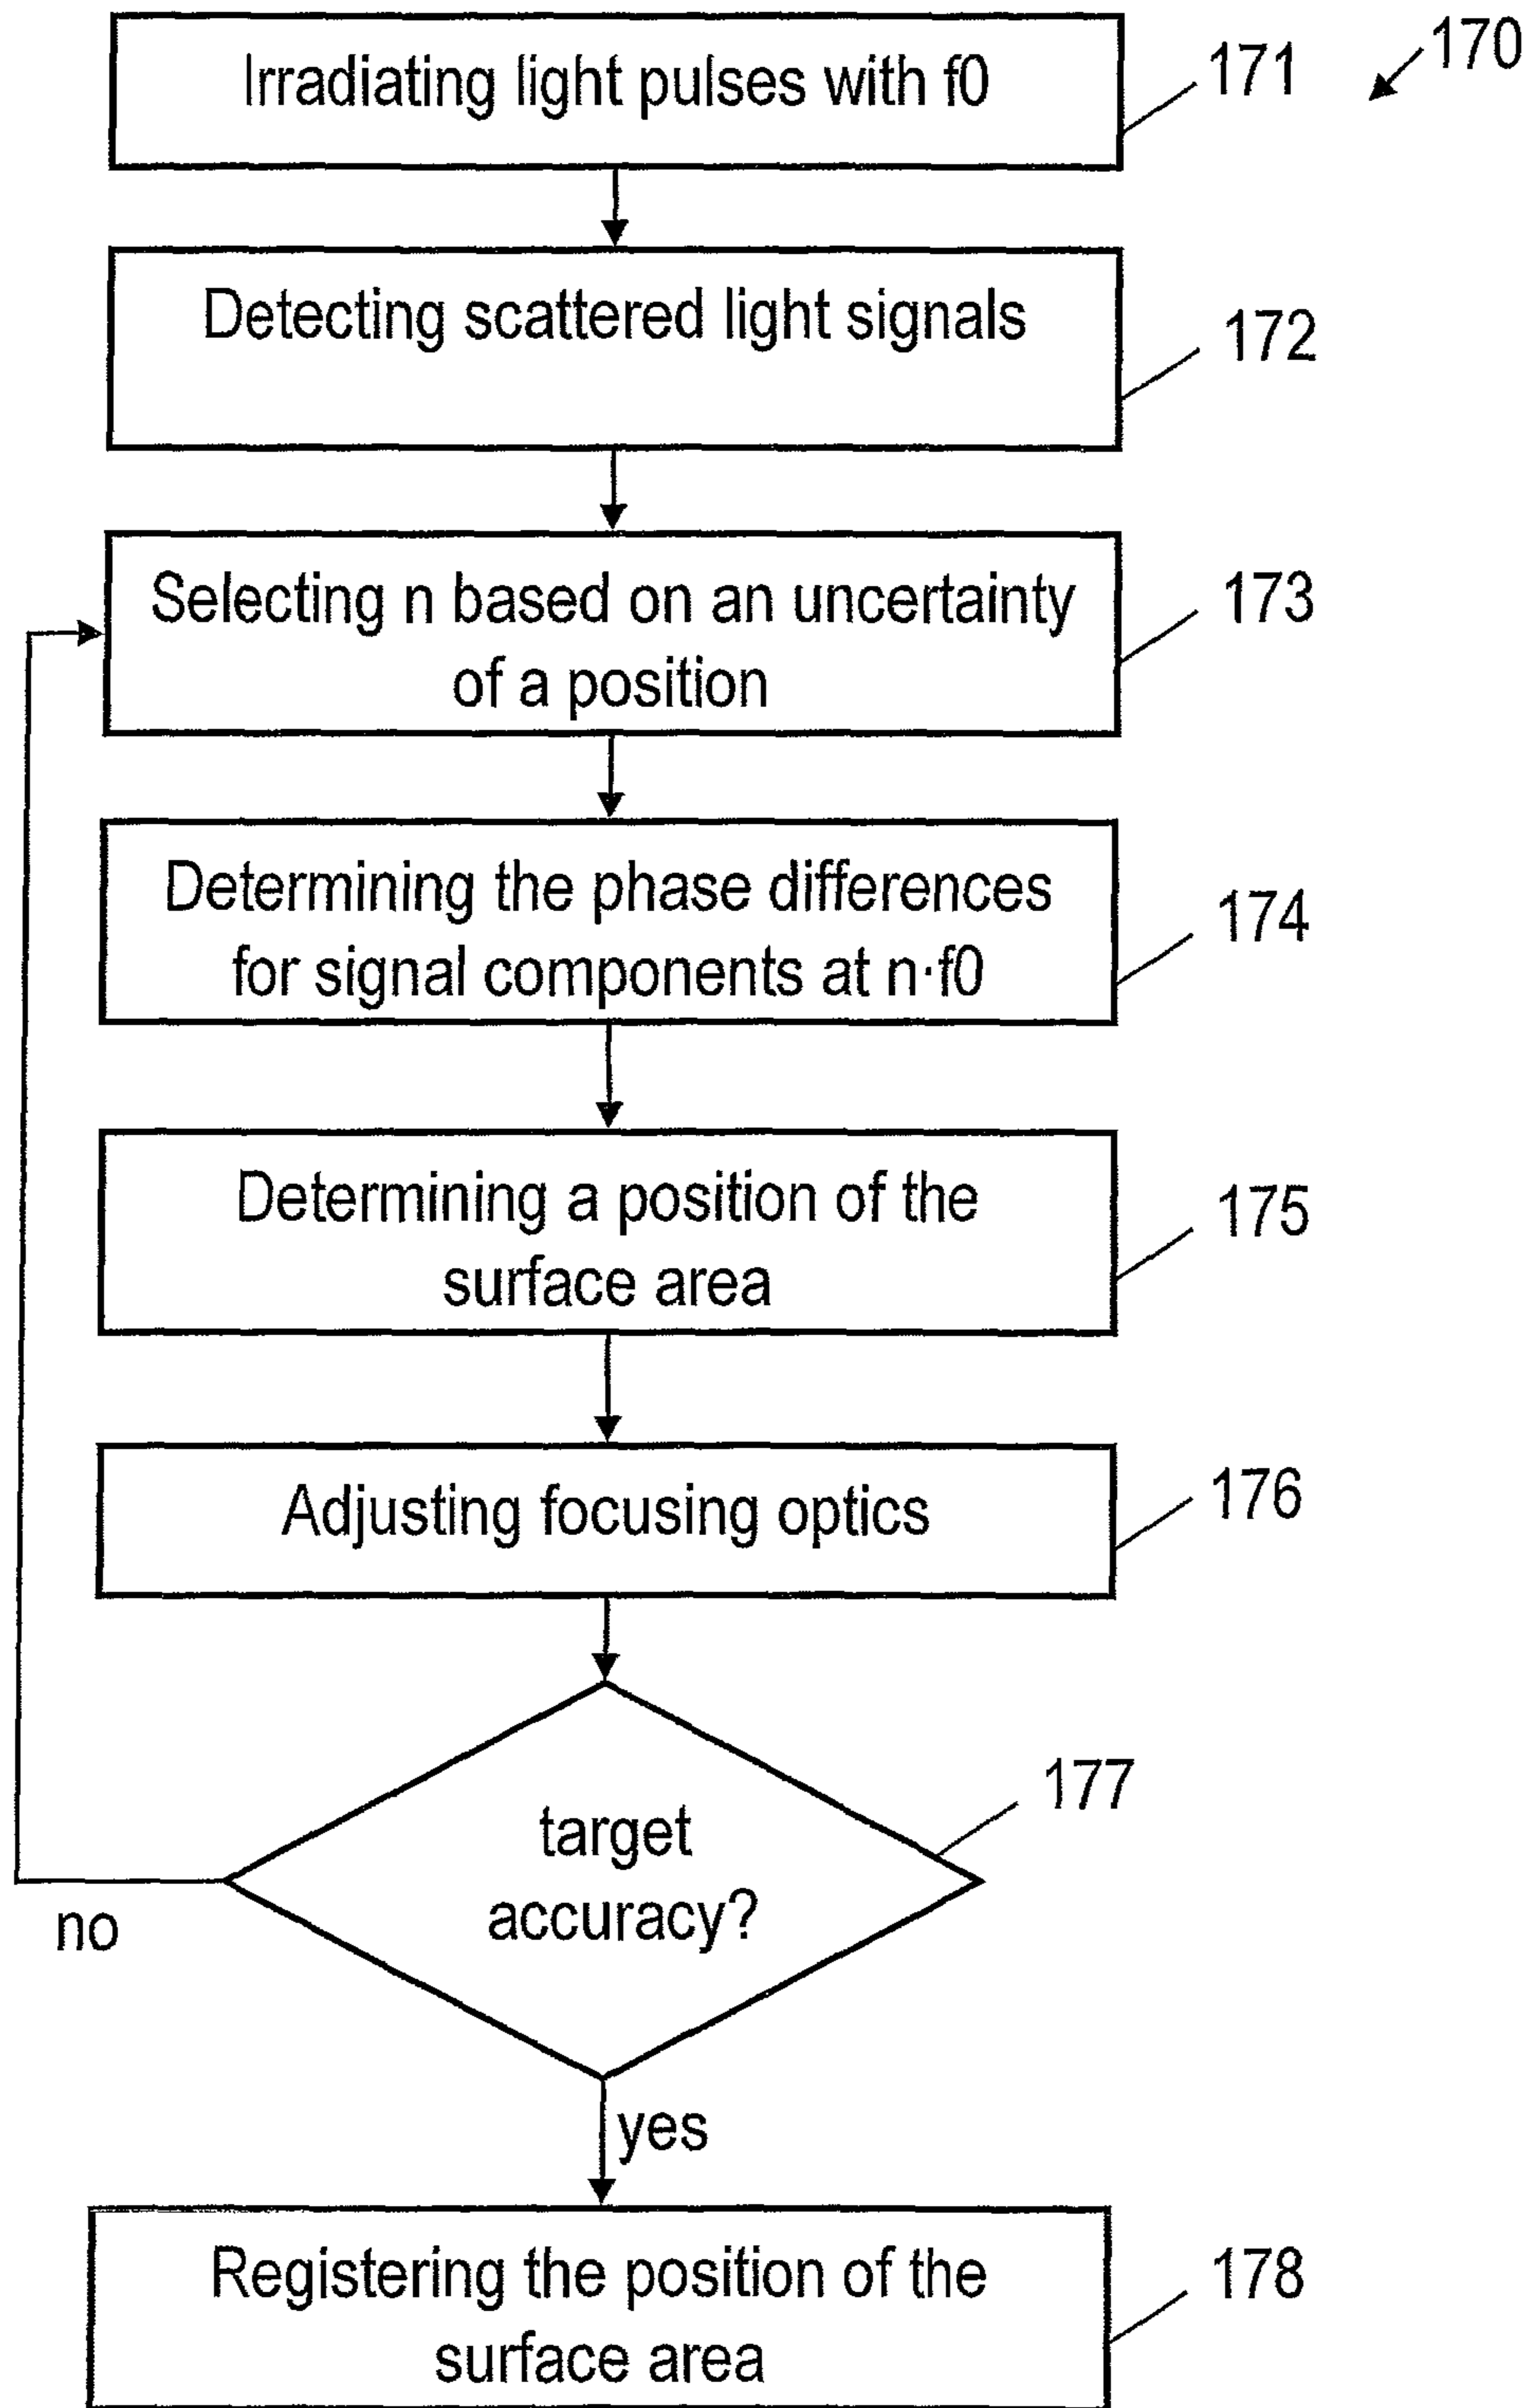 Irradiating light pulses with f0
171
170
Detecting scattered light signals
172
Selecting n based on an uncertainty
of a position
173
Determining the phase differences
for signal components at n·f0
174
Determining a position of the
surface area
175
Adjusting focusing optics
176
target
accuracy?
177
no
yes
Registering the position of the
surface area
178